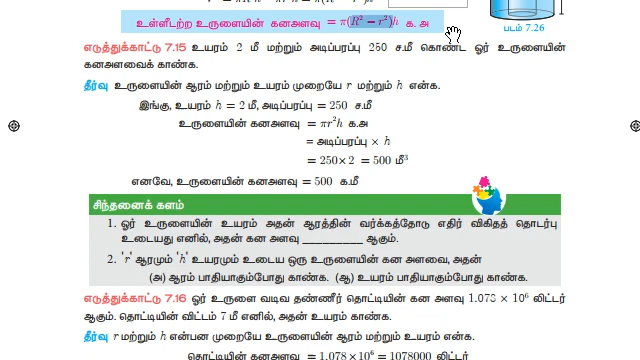 உள்ளீடற்ற உருளையின் கனஅளவு = π(R² − r²)h க. அ
படம் 7.26
எடுத்துக்காட்டு 7.15 உயரம் 2 மீ மற்றும் அடிப்பரப்பு 250 ச.மீ கொண்ட ஓர் உருளையின்
கனஅளவைக் காண்க.
தீர்வு உருளையின் ஆரம் மற்றும் உயரம் முறையே r மற்றும் h என்க.
இங்கு, உயரம் h = 2 மீ, அடிப்பரப்பு = 250 ச.மீ
உருளையின் கனஅளவு = πr²h க.அ
= அடிப்பரப்பு × h
= 250 × 2 = 500 மீ³
எனவே, உருளையின் கனஅளவு = 500 க.மீ
சிந்தனைக் களம்
1. ஓர் உருளையின் உயரம் அதன் ஆரத்தின் வர்க்கத்தோடு எதிர் விகிதத் தொடர்பு
உடையது எனில், அதன் கன அளவு _________ ஆகும்.
2. 'r' ஆரமும் 'h' உயரமும் உடைய ஒரு உருளையின் கன அளவை, அதன்
(அ) ஆரம் பாதியாகும்போது காண்க. (ஆ) உயரம் பாதியாகும்போது காண்க.
எடுத்துக்காட்டு 7.16 ஓர் உருளை வடிவ தண்ணீர் தொட்டியின் கன அளவு 1.078 × 10⁶ லிட்டர்
ஆகும். தொட்டியின் விட்டம் 7 மீ எனில், அதன் உயரம் காண்க.
தீர்வு r மற்றும் h என்பன முறையே உருளையின் ஆரம் மற்றும் உயரம் என்க.
தொட்டியின் கனஅளவு = 1.078 × 10⁶ = 1078000 லிட்டர்